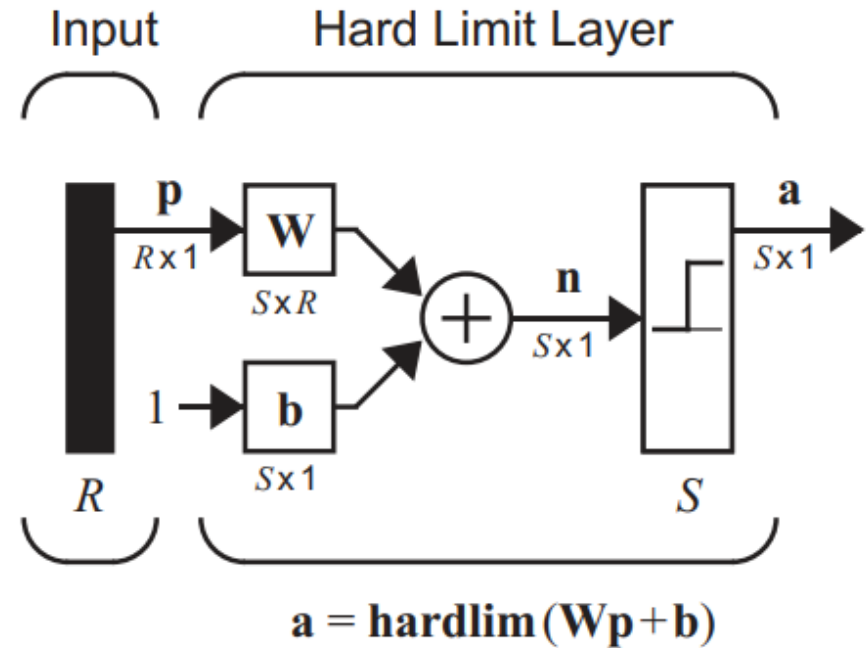 Input
Hard Limit Layer
p
R x 1
W
S x R
1
b
S x 1
n
S x 1
a
S x 1
R
S
a = hardlim (Wp + b)